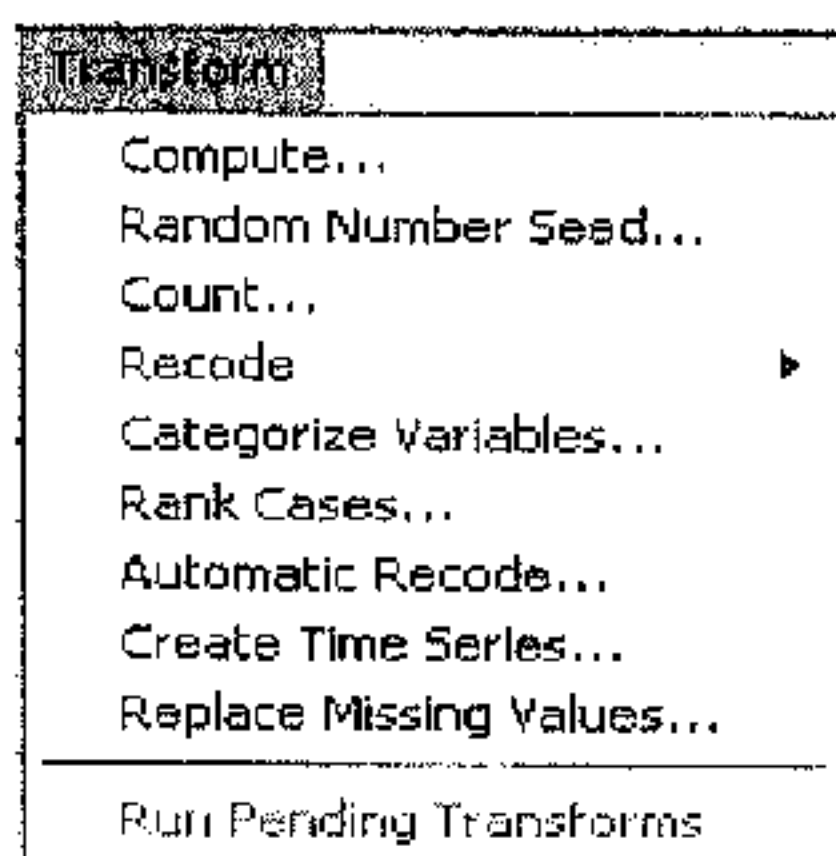 Transform
Compute...
Random Number Seed...
Count...
Recode
Categorize Variables...
Rank Cases...
Automatic Recode...
Create Time Series...
Replace Missing Values...
Run Pending Transforms